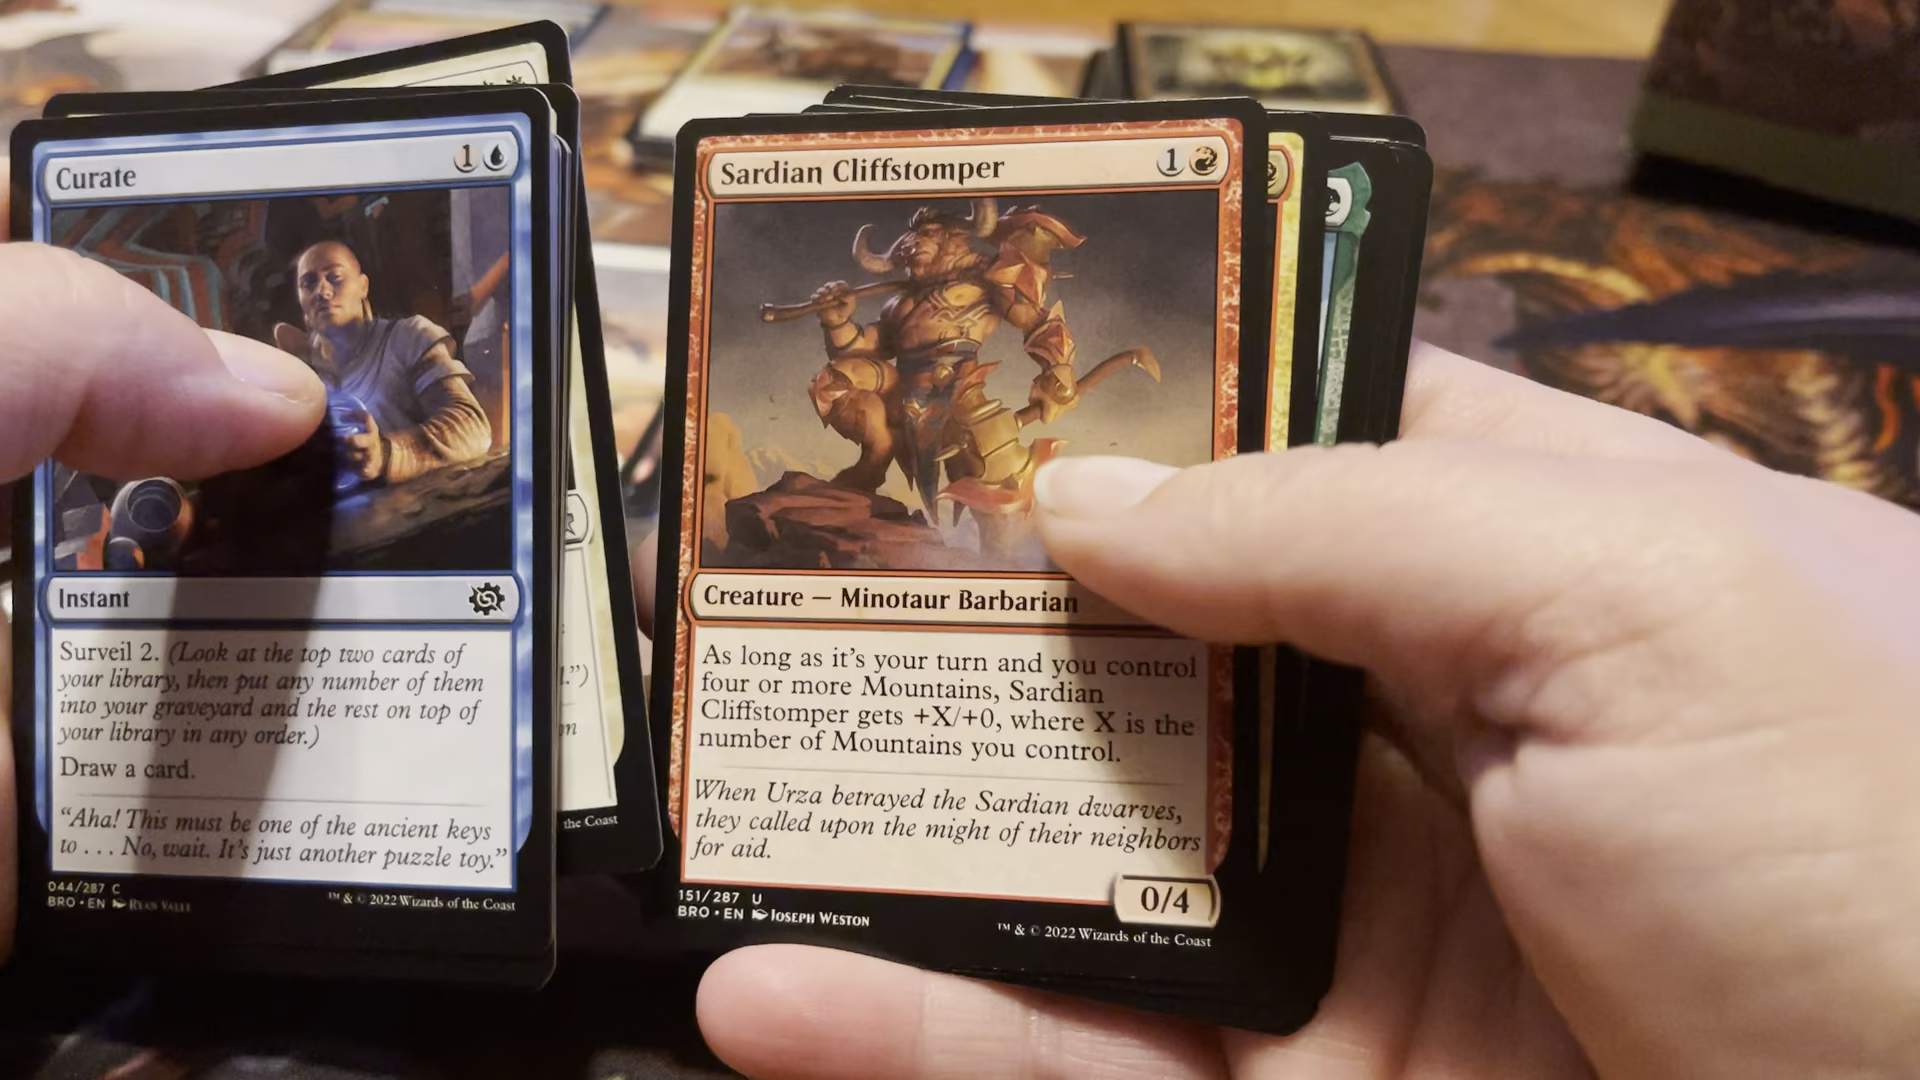 Curate
1
Instant
Surveil 2. (Look at the top two cards of
your library, then put any number of them
into your graveyard and the rest on top of
your library in any order.)
Draw a card.
“Aha! This must be one of the ancient keys
to . . . No, wait. It’s just another puzzle toy.”
044/287 C
BRO • EN RYAN VALLE
™ & © 2022 Wizards of the Coast
.”)
on
the Coast
Sardian Cliffstomper
1
Creature — Minotaur Barbarian
As long as it’s your turn and you control
four or more Mountains, Sardian
Cliffstomper gets +X/+0, where X is the
number of Mountains you control.
When Urza betrayed the Sardian dwarves,
they called upon the might of their neighbors
for aid.
0/4
151/287 U
BRO • EN JOSEPH WESTON
™ & © 2022 Wizards of the Coast